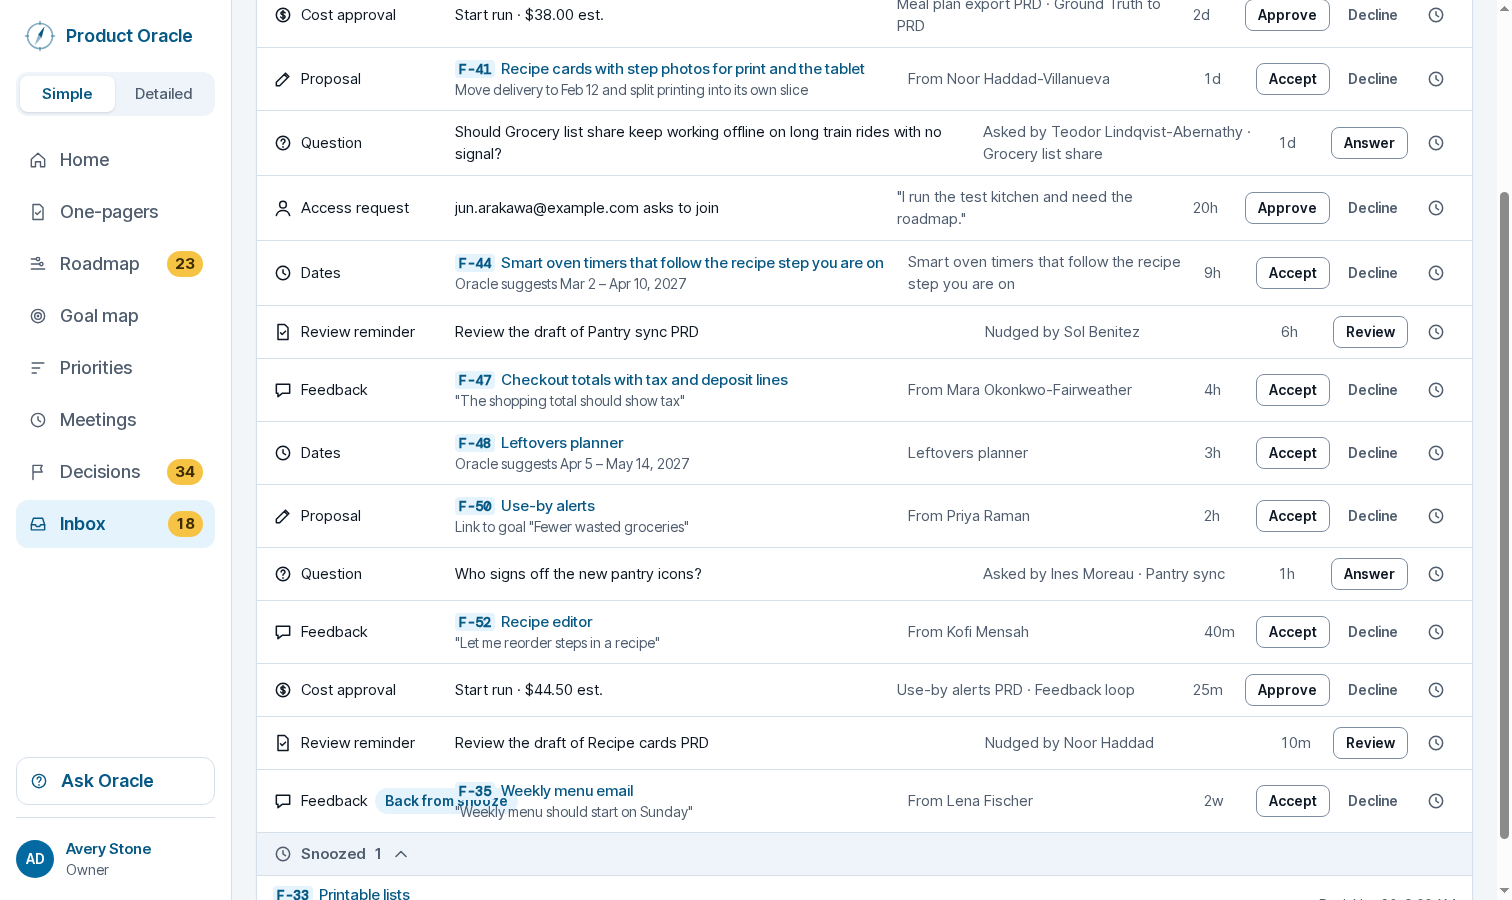 Product Oracle
Simple
Detailed
Home
One-pagers
Roadmap 23
Goal map
Priorities
Meetings
Decisions 34
Inbox 18
Ask Oracle
AD
Avery Stone
Owner
Cost approval
Start run · $38.00 est.
Meal plan export PRD · Ground Truth to
PRD
2d
Approve
Decline
Proposal
F-41 Recipe cards with step photos for print and the tablet
Move delivery to Feb 12 and split printing into its own slice
From Noor Haddad-Villanueva
1d
Accept
Decline
Question
Should Grocery list share keep working offline on long train rides with no
signal?
Asked by Teodor Lindqvist-Abernathy ·
Grocery list share
1d
Answer
Access request
jun.arakawa@example.com asks to join
"I run the test kitchen and need the
roadmap."
20h
Approve
Decline
Dates
F-44 Smart oven timers that follow the recipe step you are on
Oracle suggests Mar 2 – Apr 10, 2027
Smart oven timers that follow the recipe
step you are on
9h
Accept
Decline
Review reminder
Review the draft of Pantry sync PRD
Nudged by Sol Benitez
6h
Review
Feedback
F-47 Checkout totals with tax and deposit lines
"The shopping total should show tax"
From Mara Okonkwo-Fairweather
4h
Accept
Decline
Dates
F-48 Leftovers planner
Oracle suggests Apr 5 – May 14, 2027
Leftovers planner
3h
Accept
Decline
Proposal
F-50 Use-by alerts
Link to goal "Fewer wasted groceries"
From Priya Raman
2h
Accept
Decline
Question
Who signs off the new pantry icons?
Asked by Ines Moreau · Pantry sync
1h
Answer
Feedback
F-52 Recipe editor
"Let me reorder steps in a recipe"
From Kofi Mensah
40m
Accept
Decline
Cost approval
Start run · $44.50 est.
Use-by alerts PRD · Feedback loop
25m
Approve
Decline
Review reminder
Review the draft of Recipe cards PRD
Nudged by Noor Haddad
10m
Review
Feedback
Back from snooze
F-35 Weekly menu email
"Weekly menu should start on Sunday"
From Lena Fischer
2w
Accept
Decline
Snoozed 1
F-33 Printable lists